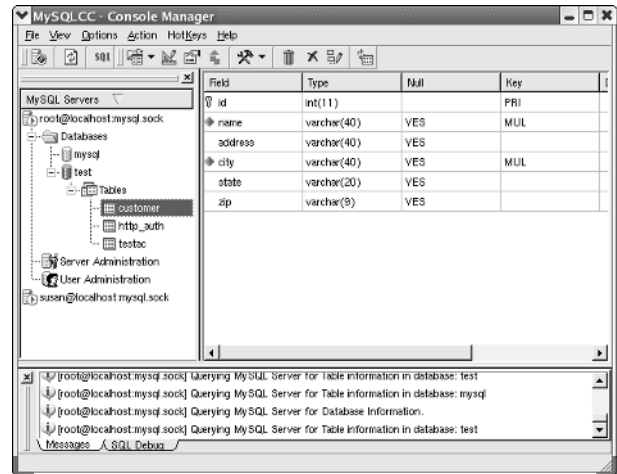 MySQLCC - Console Manager
File View Options Action HotKeys Help
SQL
MySQL Servers
root@localhost:mysql.sock
Databases
mysql
test
Tables
customer
http_auth
testac
Server Administration
User Administration
susan@localhost:mysql.sock
Field Type Null Key
id int(11) PRI
name varchar(40) YES MUL
address varchar(40) YES
city varchar(40) YES MUL
state varchar(20) YES
zip varchar(9) YES
[root@localhost:mysql.sock] Querying MySQL Server for Table information in database: test
[root@localhost:mysql.sock] Querying MySQL Server for Table information in database: mysql
[root@localhost:mysql.sock] Querying MySQL Server for Database Information.
[root@localhost:mysql.sock] Querying MySQL Server for Table information in database: test
Messages SQL Debug